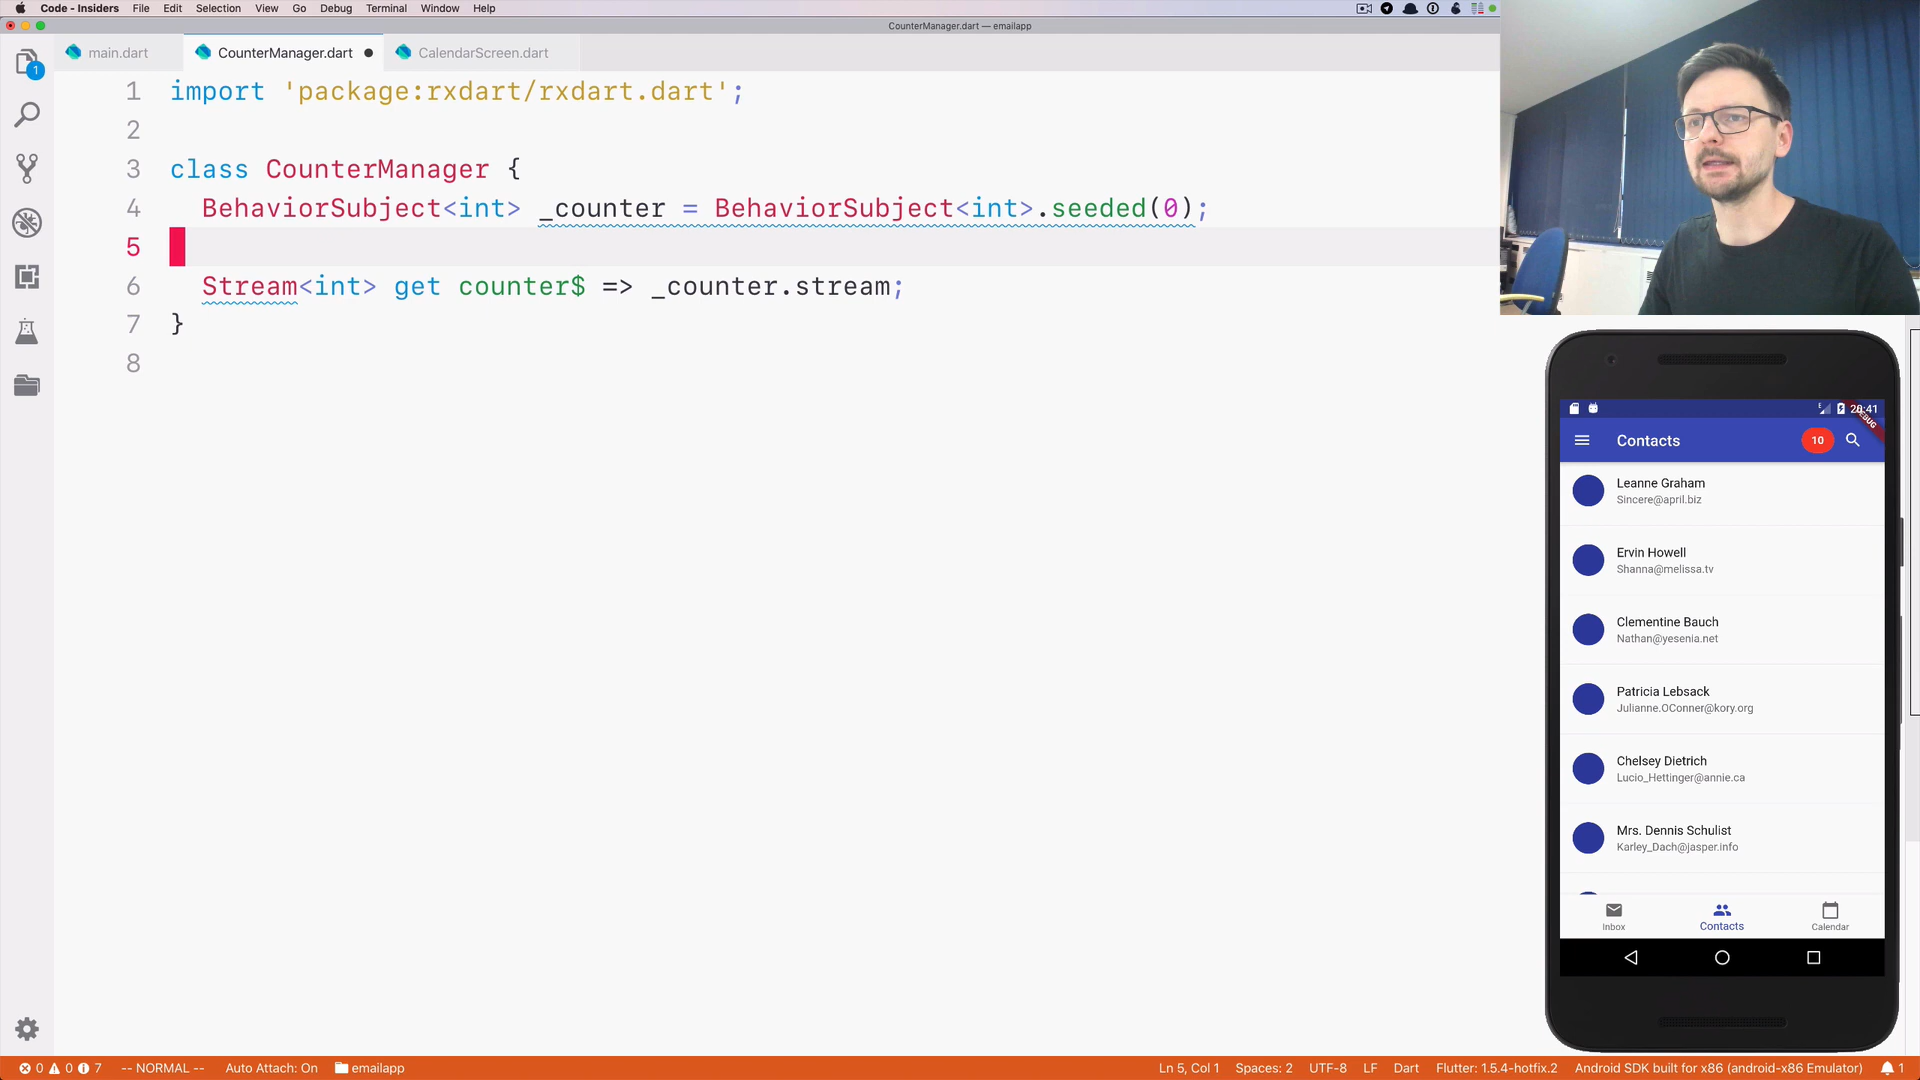 Code - Insiders File Edit Selection View Go Debug Terminal Window Help
CounterManager.dart — emailapp
main.dart CounterManager.dart CalendarScreen.dart
1
1 import 'package:rxdart/rxdart.dart';
2
3 class CounterManager {
4 BehaviorSubject<int> _counter = BehaviorSubject<int>.seeded(0);
5
6 Stream<int> get counter$ => _counter.stream;
7 }
8
20:41
DEBUG
Contacts 10
Leanne Graham
Sincere@april.biz
Ervin Howell
Shanna@melissa.tv
Clementine Bauch
Nathan@yesenia.net
Patricia Lebsack
Julianne.OConner@kory.org
Chelsey Dietrich
Lucio_Hettinger@annie.ca
Mrs. Dennis Schulist
Karley_Dach@jasper.info
Inbox Contacts Calendar
0 0 7 -- NORMAL -- Auto Attach: On emailapp Ln 5, Col 1 Spaces: 2 UTF-8 LF Dart Flutter: 1.5.4-hotfix.2 Android SDK built for x86 (android-x86 Emulator) 1